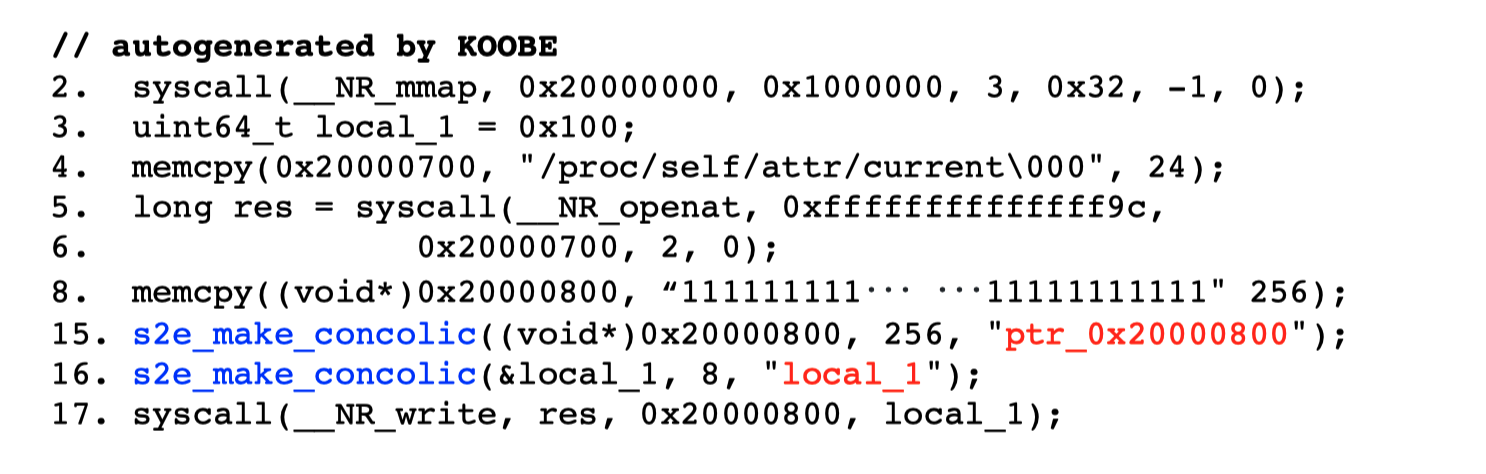 // autogenerated by KOOBE
2. syscall(__NR_mmap, 0x20000000, 0x1000000, 3, 0x32, -1, 0);
3. uint64_t local_1 = 0x100;
4. memcpy(0x20000700, "/proc/self/attr/current\000", 24);
5. long res = syscall(__NR_openat, 0xffffffffffffff9c,
6. 0x20000700, 2, 0);
8. memcpy((void*)0x20000800, “111111111··· ···11111111111" 256);
15. s2e_make_concolic((void*)0x20000800, 256, "ptr_0x20000800");
16. s2e_make_concolic(&local_1, 8, "local_1");
17. syscall(__NR_write, res, 0x20000800, local_1);